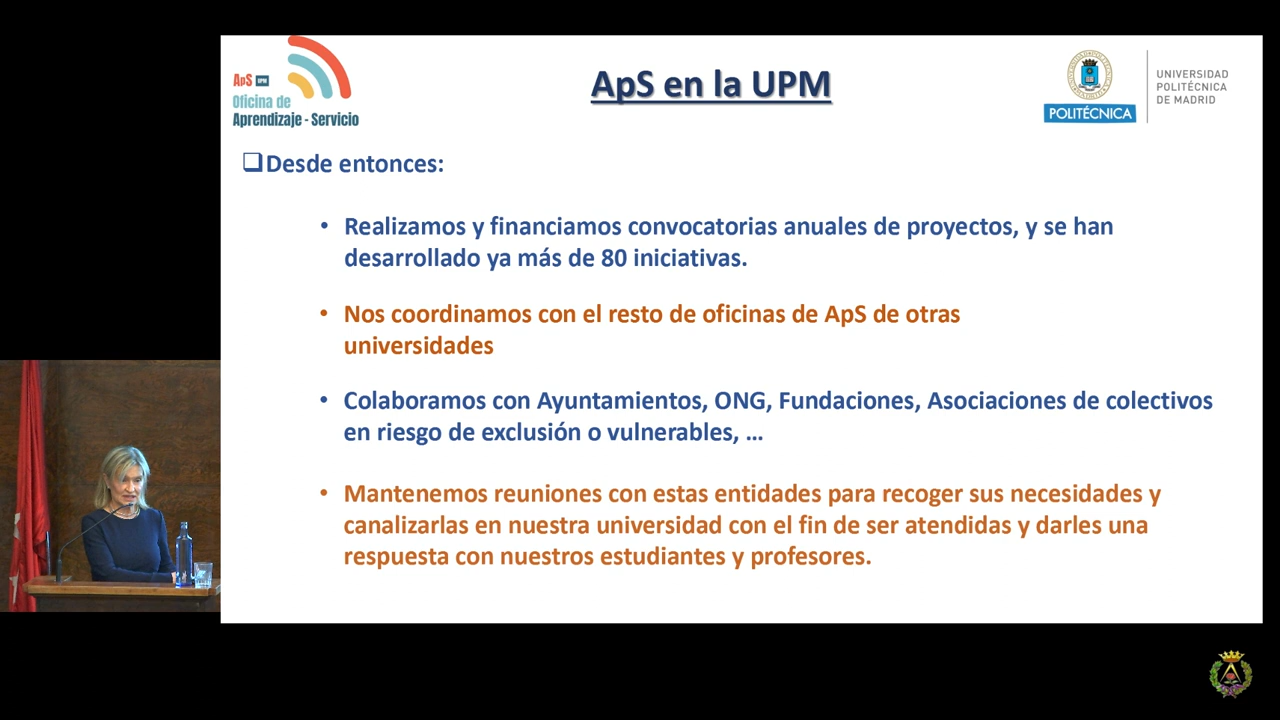 ApS UPM
Oficina de
Aprendizaje - Servicio
ApS en la UPM
POLITÉCNICA
UNIVERSIDAD
POLITÉCNICA
DE MADRID
❑Desde entonces:
• Realizamos y financiamos convocatorias anuales de proyectos, y se han
desarrollado ya más de 80 iniciativas.
• Nos coordinamos con el resto de oficinas de ApS de otras
universidades
• Colaboramos con Ayuntamientos, ONG, Fundaciones, Asociaciones de colectivos
en riesgo de exclusión o vulnerables, ...
• Mantenemos reuniones con estas entidades para recoger sus necesidades y
canalizarlas en nuestra universidad con el fin de ser atendidas y darles una
respuesta con nuestros estudiantes y profesores.